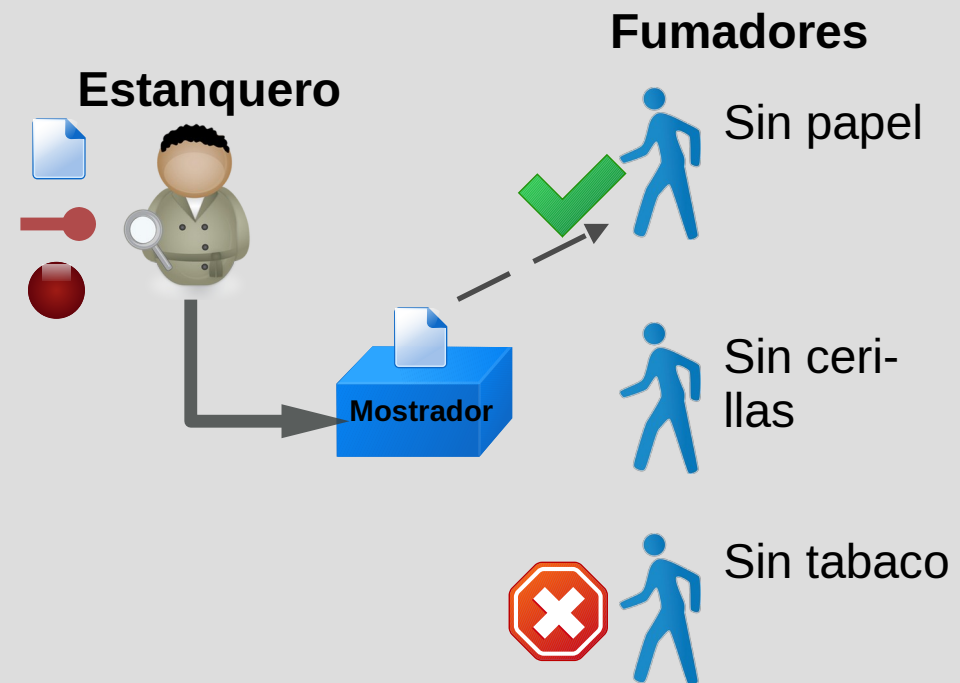 Fumadores
Estanquero
Sin papel
Sin ceri-
llas
Mostrador
Sin tabaco